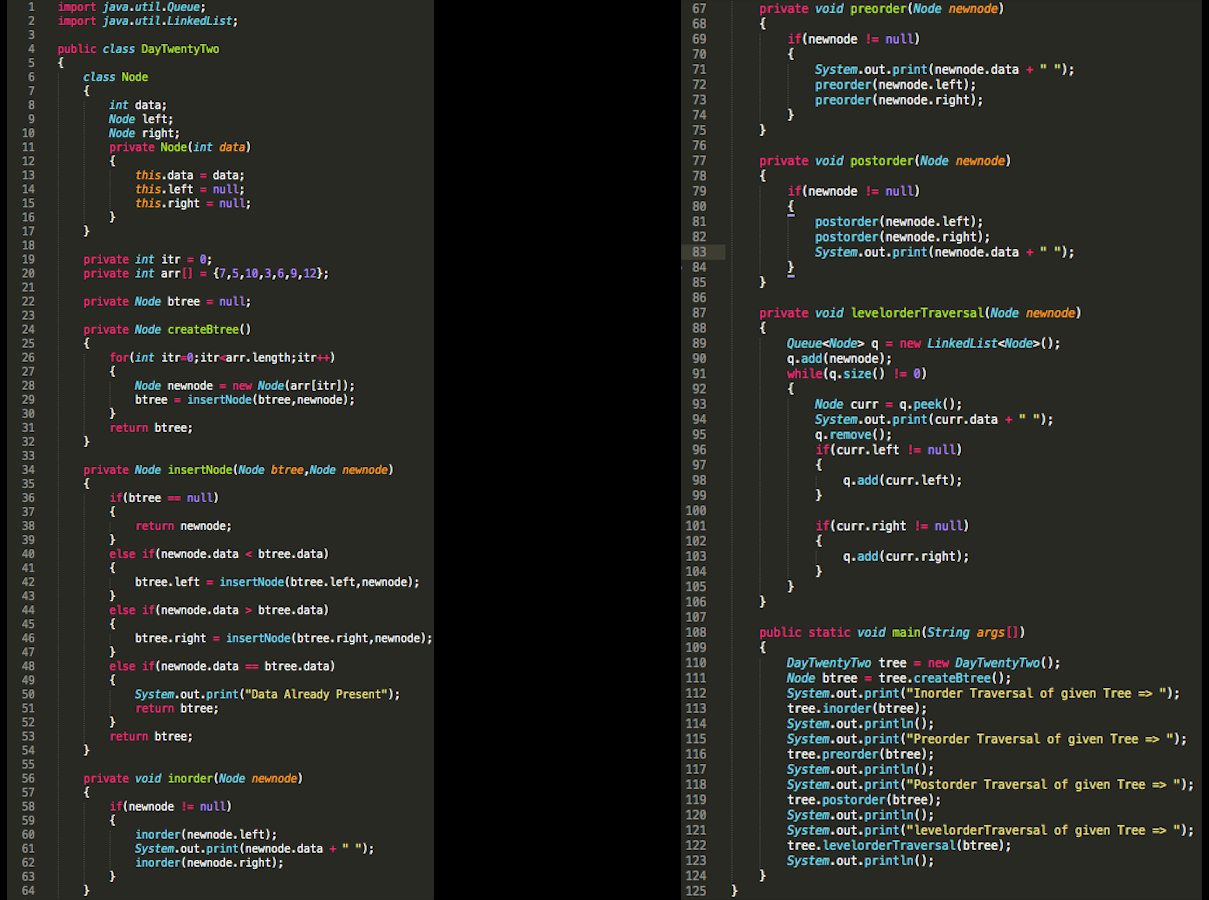 1 import java.util.Queue;
2 import java.util.LinkedList;
3
4 public class DayTwentyTwo
5 {
6 class Node
7 {
8 int data;
9 Node left;
10 Node right;
11 private Node(int data)
12 {
13 this.data = data;
14 this.left = null;
15 this.right = null;
16 }
17 }
18
19 private int itr = 0;
20 private int arr[] = {7,5,10,3,6,9,12};
21
22 private Node btree = null;
23
24 private Node createBtree()
25 {
26 for(int itr=0;itr<arr.length;itr++)
27 {
28 Node newnode = new Node(arr[itr]);
29 btree = insertNode(btree,newnode);
30 }
31 return btree;
32 }
33
34 private Node insertNode(Node btree,Node newnode)
35 {
36 if(btree == null)
37 {
38 return newnode;
39 }
40 else if(newnode.data < btree.data)
41 {
42 btree.left = insertNode(btree.left,newnode);
43 }
44 else if(newnode.data > btree.data)
45 {
46 btree.right = insertNode(btree.right,newnode);
47 }
48 else if(newnode.data == btree.data)
49 {
50 System.out.print("Data Already Present");
51 return btree;
52 }
53 return btree;
54 }
55
56 private void inorder(Node newnode)
57 {
58 if(newnode != null)
59 {
60 inorder(newnode.left);
61 System.out.print(newnode.data + " ");
62 inorder(newnode.right);
63 }
64 }
67 private void preorder(Node newnode)
68 {
69 if(newnode != null)
70 {
71 System.out.print(newnode.data + " ");
72 preorder(newnode.left);
73 preorder(newnode.right);
74 }
75 }
76
77 private void postorder(Node newnode)
78 {
79 if(newnode != null)
80 {
81 postorder(newnode.left);
82 postorder(newnode.right);
83 System.out.print(newnode.data + " ");
84 }
85 }
86
87 private void levelorderTraversal(Node newnode)
88 {
89 Queue<Node> q = new LinkedList<Node>();
90 q.add(newnode);
91 while(q.size() != 0)
92 {
93 Node curr = q.peek();
94 System.out.print(curr.data + " ");
95 q.remove();
96 if(curr.left != null)
97 {
98 q.add(curr.left);
99 }
100
101 if(curr.right != null)
102 {
103 q.add(curr.right);
104 }
105 }
106 }
107
108 public static void main(String args[])
109 {
110 DayTwentyTwo tree = new DayTwentyTwo();
111 Node btree = tree.createBtree();
112 System.out.print("Inorder Traversal of given Tree => ");
113 tree.inorder(btree);
114 System.out.println();
115 System.out.print("Preorder Traversal of given Tree => ");
116 tree.preorder(btree);
117 System.out.println();
118 System.out.print("Postorder Traversal of given Tree => ");
119 tree.postorder(btree);
120 System.out.println();
121 System.out.print("levelorderTraversal of given Tree => ");
122 tree.levelorderTraversal(btree);
123 System.out.println();
124 }
125 }